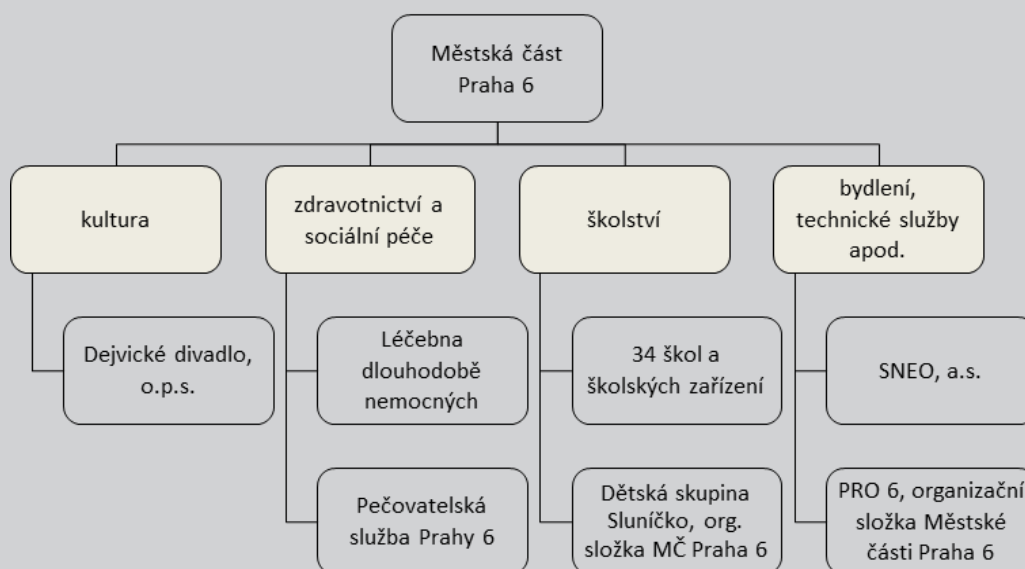 Městská část
Praha 6
kultura
zdravotnictví a
sociální péče
školství
bydlení,
technické služby
apod.
Dejvické divadlo,
o.p.s.
Léčebna
dlouhodobě
nemocných
34 škol a
školských zařízení
SNEO, a.s.
Pečovatelská
služba Prahy 6
Dětská skupina
Sluníčko, org.
složka MČ Praha 6
PRO 6, organizační
složka Městské
části Praha 6